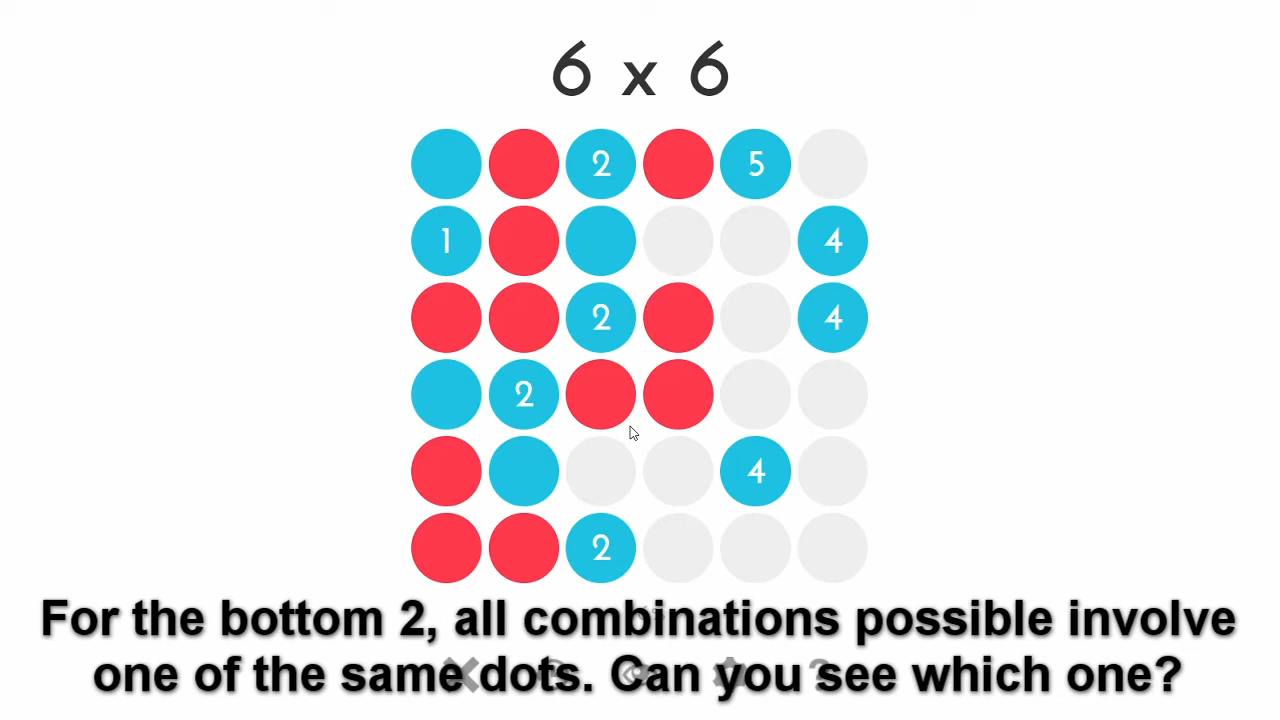 6 x 6
2 5
1 4
2 4
2
4
2
For the bottom 2, all combinations possible involve
one of the same dots. Can you see which one?